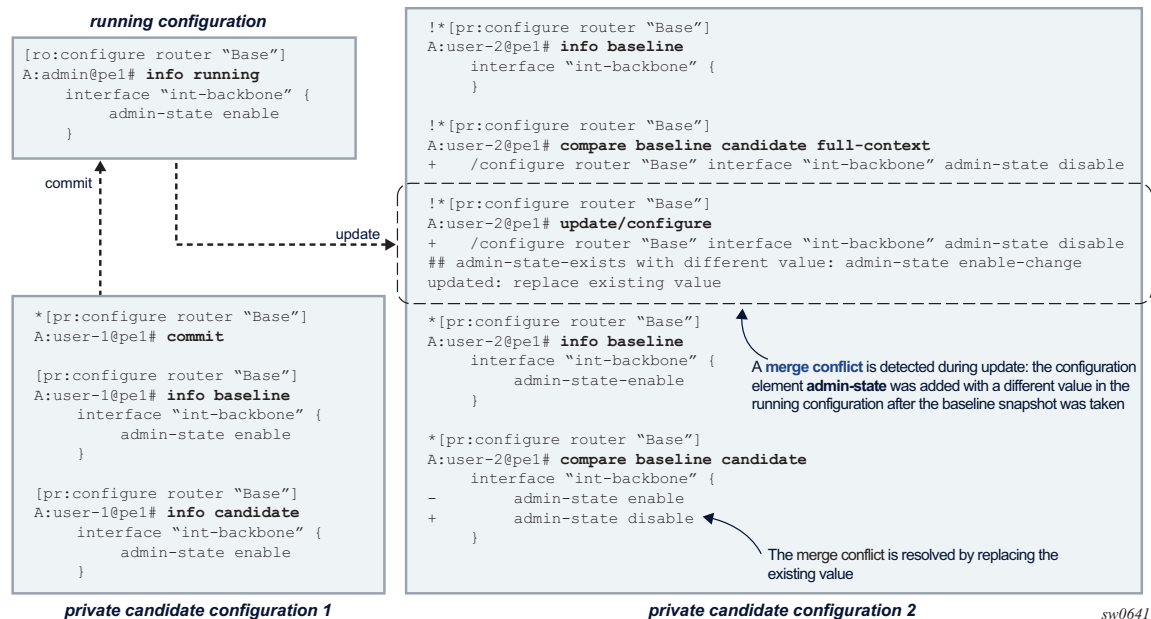 running configuration
[ro:configure router “Base”]
A:admin@pe1# info running
interface “int-backbone” {
admin-state enable
}
commit
update
*[pr:configure router “Base”]
A:user-1@pe1# commit
[pr:configure router “Base”]
A:user-1@pe1# info baseline
interface “int-backbone” {
admin-state enable
}
[pr:configure router “Base”]
A:user-1@pe1# info candidate
interface “int-backbone” {
admin-state enable
}
private candidate configuration 1
!*[pr:configure router “Base”]
A:user-2@pe1# info baseline
interface “int-backbone” {
}
!*[pr:configure router “Base”]
A:user-2@pe1# compare baseline candidate full-context
+ /configure router “Base” interface “int-backbone” admin-state disable
!*[pr:configure router “Base”]
A:user-2@pe1# update/configure
+ /configure router “Base” interface “int-backbone” admin-state disable
## admin-state-exists with different value: admin-state enable-change
updated: replace existing value
*[pr:configure router “Base”]
A:user-2@pe1# info baseline
interface “int-backbone” {
admin-state-enable
}
A merge conflict is detected during update: the configuration
element admin-state was added with a different value in the
running configuration after the baseline snapshot was taken
*[pr:configure router “Base”]
A:user-2@pe1# compare baseline candidate
interface “int-backbone” {
- admin-state enable
+ admin-state disable
}
The merge conflict is resolved by replacing the
existing value
private candidate configuration 2
sw0641